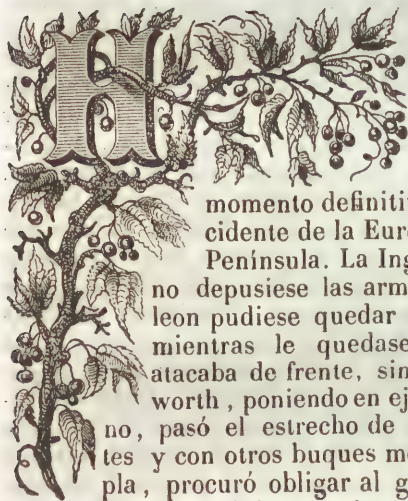 H
momento definitiv
cidente de la Eur
Península. La Ing
no depusiese las arm
leon pudiese quedar
mientras le quedase
atacaba de frente, sin
worth, poniendo en ej
no, pasó el estrecho de
tes y con otros buques m
pla, procuró obligar al g